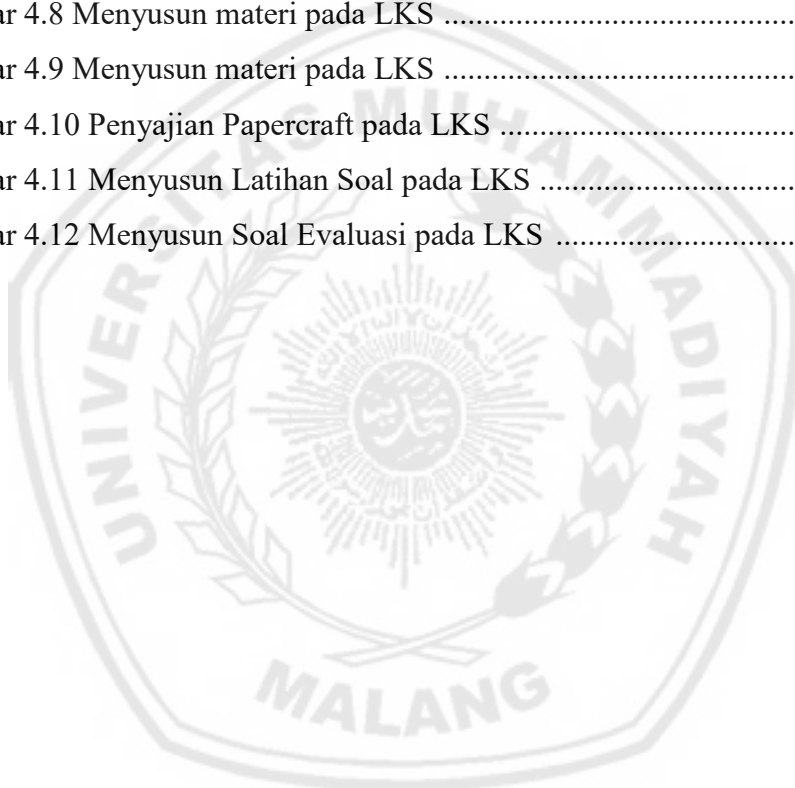 ar 4.8 Menyusun materi pada LKS ........................................
ar 4.9 Menyusun materi pada LKS ........................................
ar 4.10 Penyajian Papercraft pada LKS .................................
ar 4.11 Menyusun Latihan Soal pada LKS ............................
ar 4.12 Menyusun Soal Evaluasi pada LKS ..........................
UNIVERSITAS MUHAMMADIYAH
MALANG